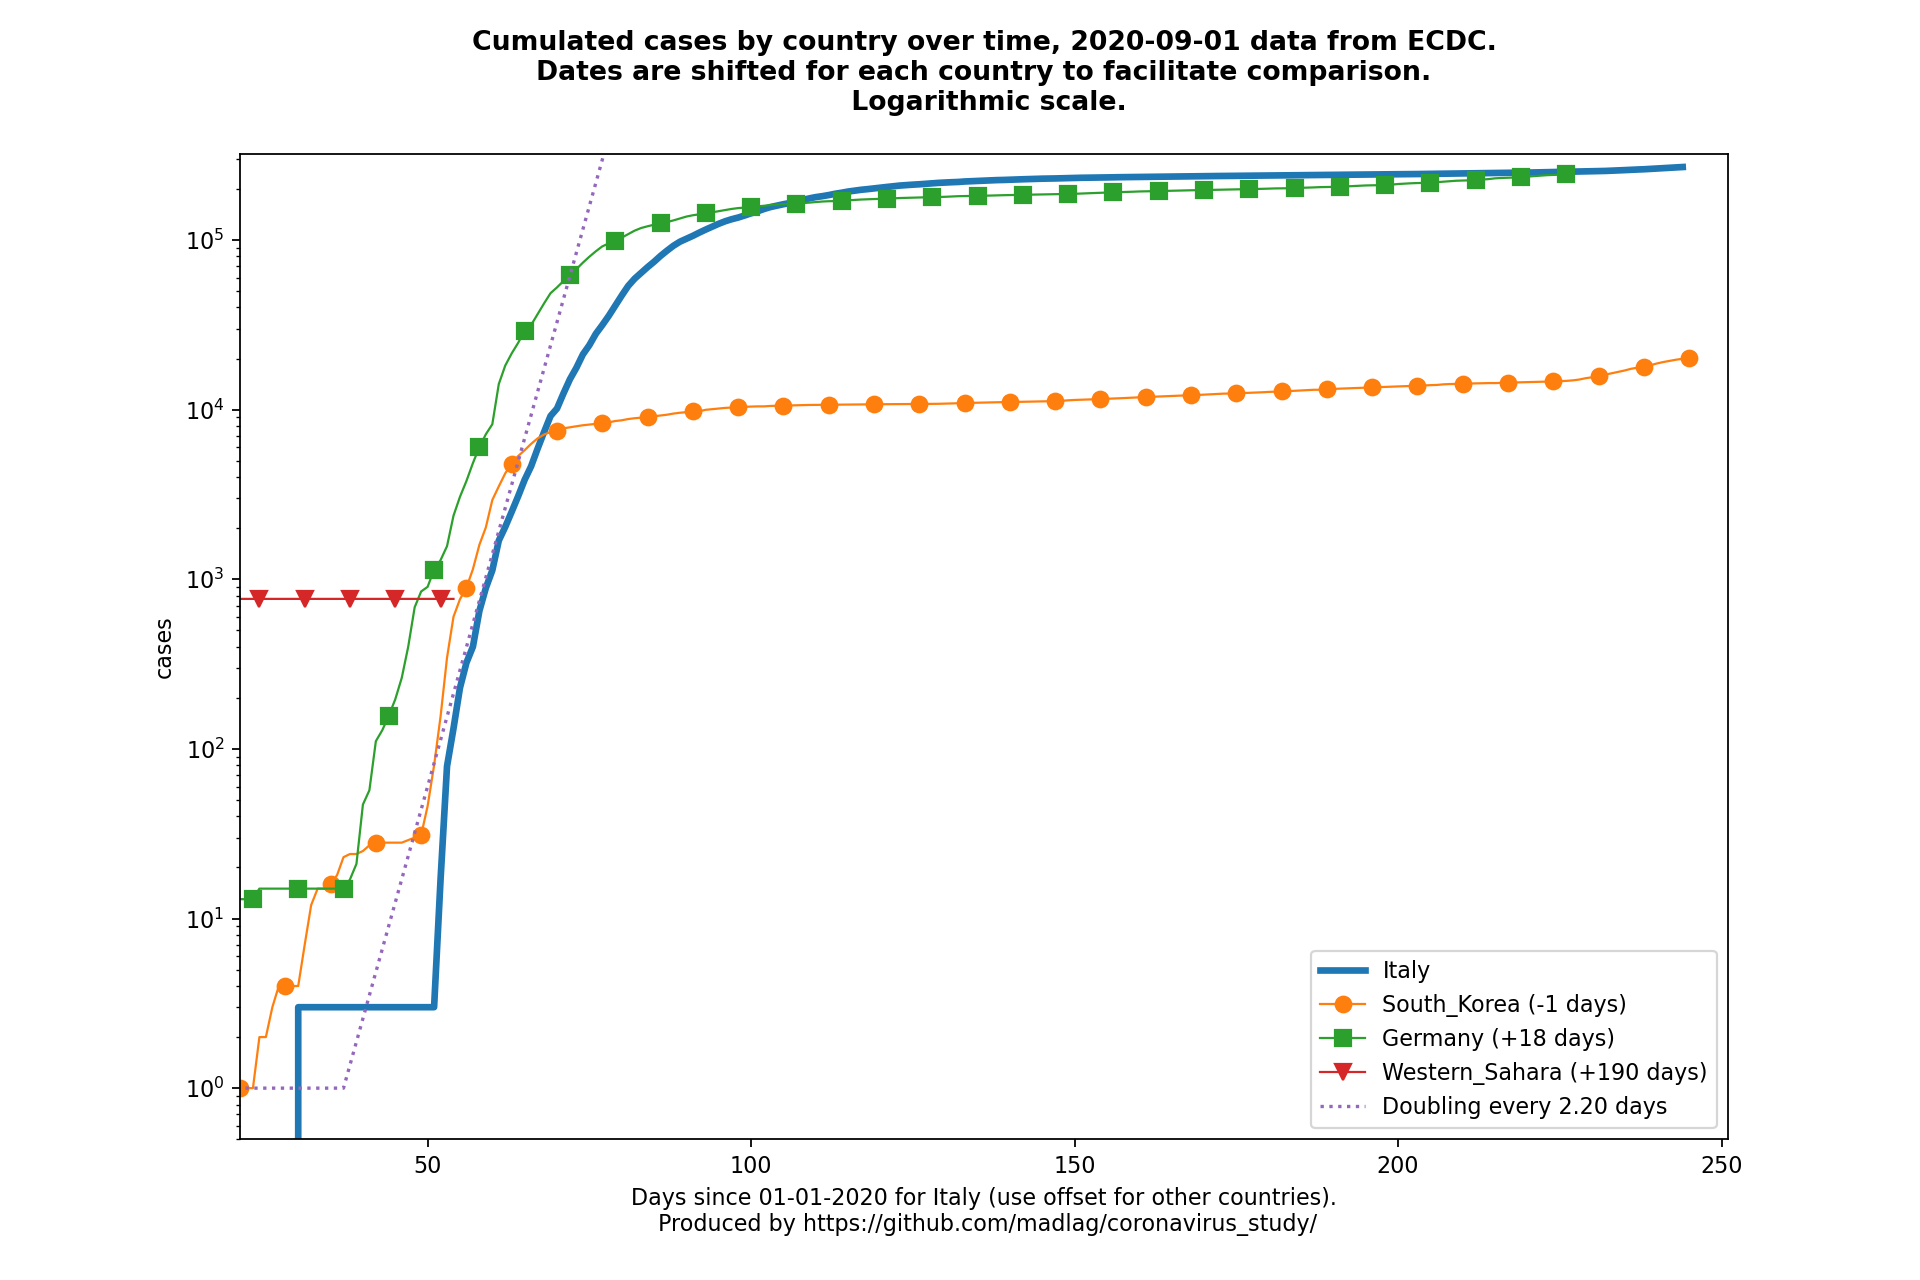 Cumulated cases by country over time, 2020-09-01 data from ECDC.
Dates are shifted for each country to facilitate comparison.
Logarithmic scale.
10^5
10^4
10^3
10^2
10^1
10^0
cases
Italy
South_Korea (-1 days)
Germany (+18 days)
Western_Sahara (+190 days)
Doubling every 2.20 days
50 100 150 200 250
Days since 01-01-2020 for Italy (use offset for other countries).
Produced by https://github.com/madlag/coronavirus_study/